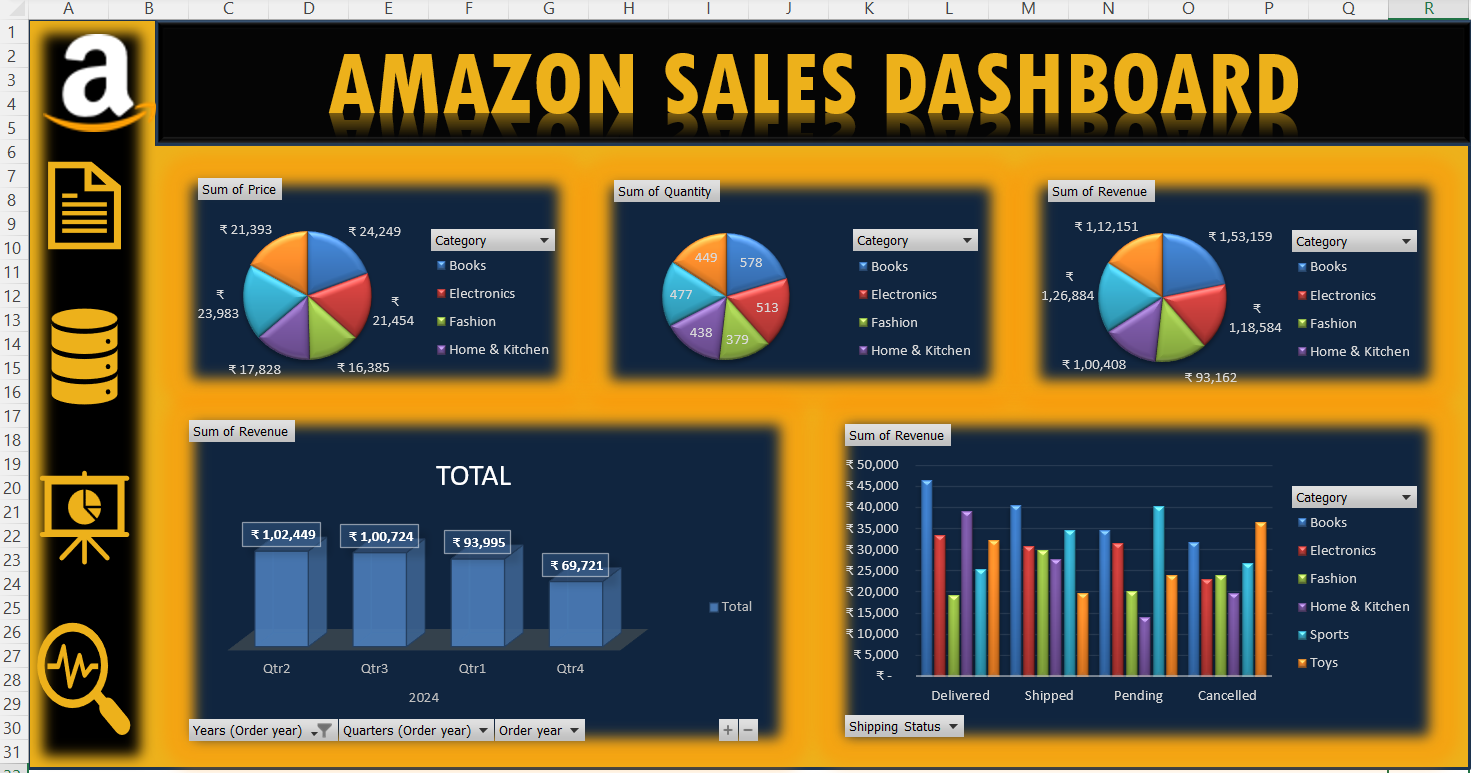 A B C D E F G H I J K L M N O P Q R
1
2
3
4
5
6
7
8
9
10
11
12
13
14
15
16
17
18
19
20
21
22
23
24
25
26
27
28
29
30
31
a
AMAZON SALES DASHBOARD
Sum of Price
₹ 21,393
₹ 24,249
₹
23,983
₹
21,454
₹ 17,828
₹ 16,385
Category
Books
Electronics
Fashion
Home & Kitchen
Sum of Quantity
449
578
477
513
438
379
Category
Books
Electronics
Fashion
Home & Kitchen
Sum of Revenue
₹ 1,12,151
₹ 1,53,159
₹
1,26,884
₹
1,18,584
₹ 1,00,408
₹ 93,162
Category
Books
Electronics
Fashion
Home & Kitchen
Sum of Revenue
TOTAL
₹ 1,02,449
₹ 1,00,724
₹ 93,995
₹ 69,721
Total
Qtr2 Qtr3 Qtr1 Qtr4
2024
Years (Order year) Quarters (Order year) Order year + −
Sum of Revenue
₹ 50,000
₹ 45,000
₹ 40,000
₹ 35,000
₹ 30,000
₹ 25,000
₹ 20,000
₹ 15,000
₹ 10,000
₹ 5,000
₹ -
Delivered Shipped Pending Cancelled
Category
Books
Electronics
Fashion
Home & Kitchen
Sports
Toys
Shipping Status